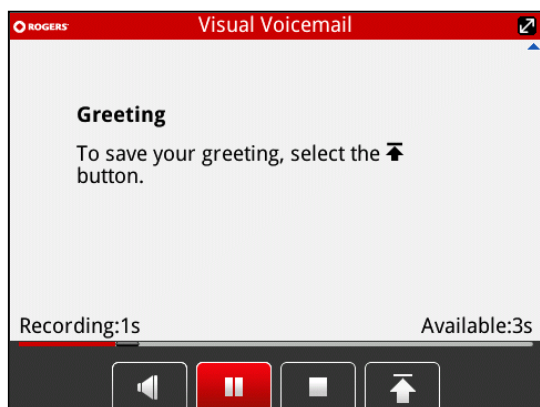 ROGERS
Visual Voicemail
Greeting
To save your greeting, select the
button.
Recording:1s
Available:3s